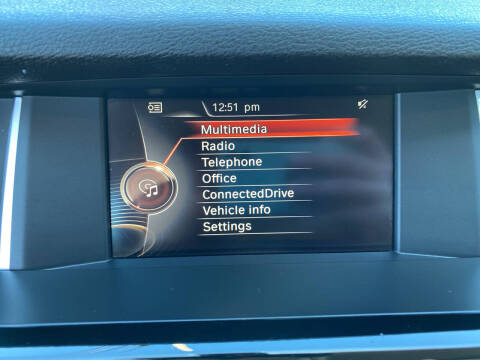 12:51 pm
Multimedia
Radio
Telephone
Office
ConnectedDrive
Vehicle info
Settings